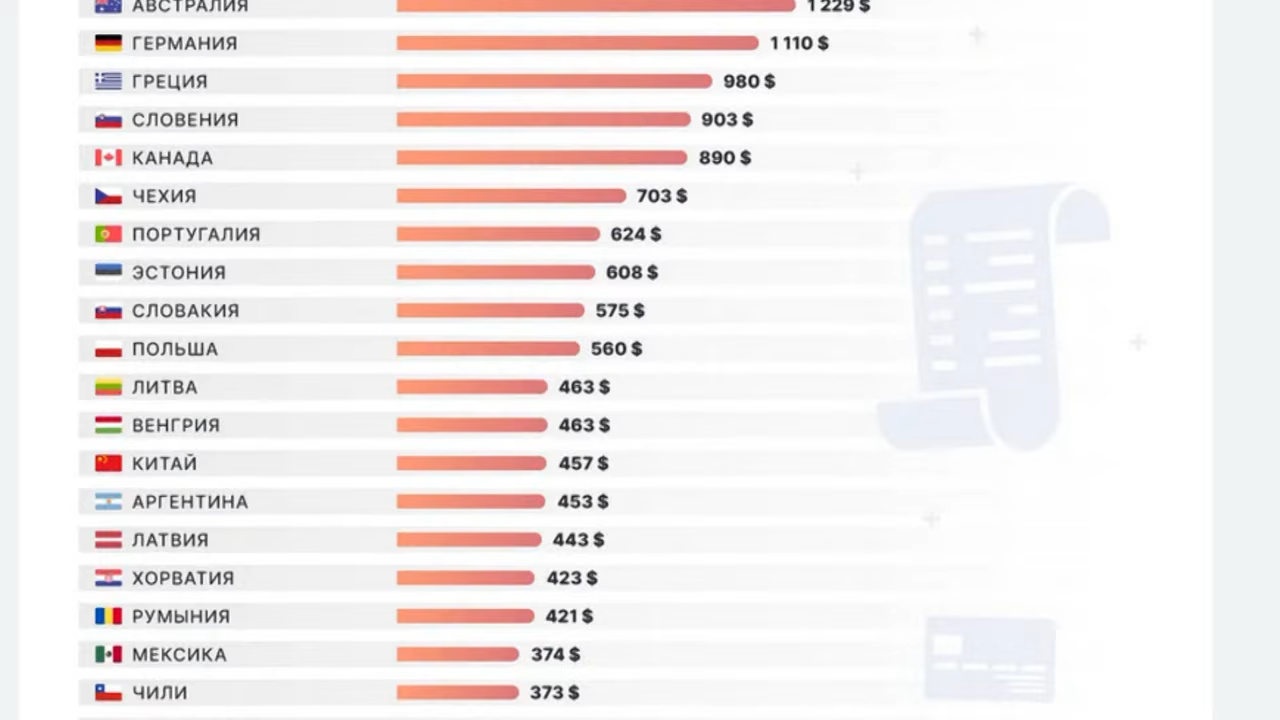 АВСТРАЛИЯ 1 229 $
ГЕРМАНИЯ 1 110 $
ГРЕЦИЯ 980 $
СЛОВЕНИЯ 903 $
КАНАДА 890 $
ЧЕХИЯ 703 $
ПОРТУГАЛИЯ 624 $
ЭСТОНИЯ 608 $
СЛОВАКИЯ 575 $
ПОЛЬША 560 $
ЛИТВА 463 $
ВЕНГРИЯ 463 $
КИТАЙ 457 $
АРГЕНТИНА 453 $
ЛАТВИЯ 443 $
ХОРВАТИЯ 423 $
РУМЫНИЯ 421 $
МЕКСИКА 374 $
ЧИЛИ 373 $